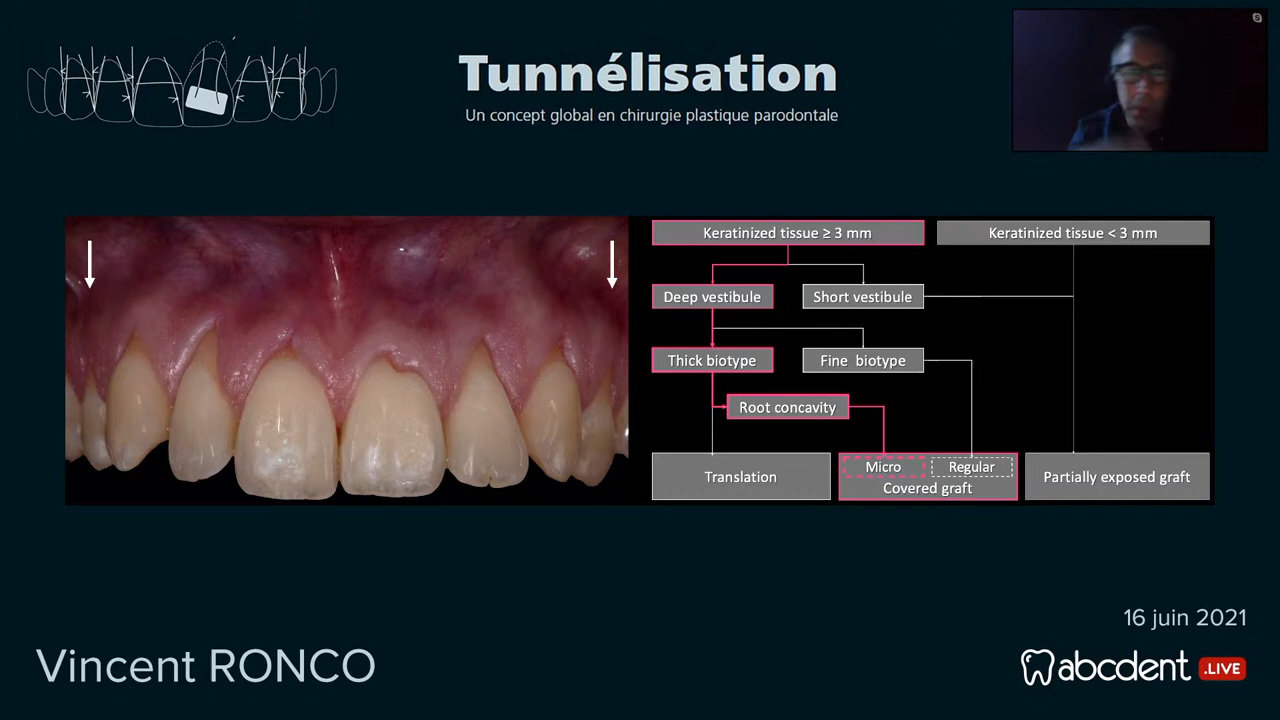 Tunnélisation
Un concept global en chirurgie plastique parodontale
Keratinized tissue ≥ 3 mm
Keratinized tissue < 3 mm
Deep vestibule
Short vestibule
Thick biotype
Fine biotype
Root concavity
Translation
Micro
Regular
Covered graft
Partially exposed graft
16 juin 2021
Vincent RONCO
abcdent .LIVE